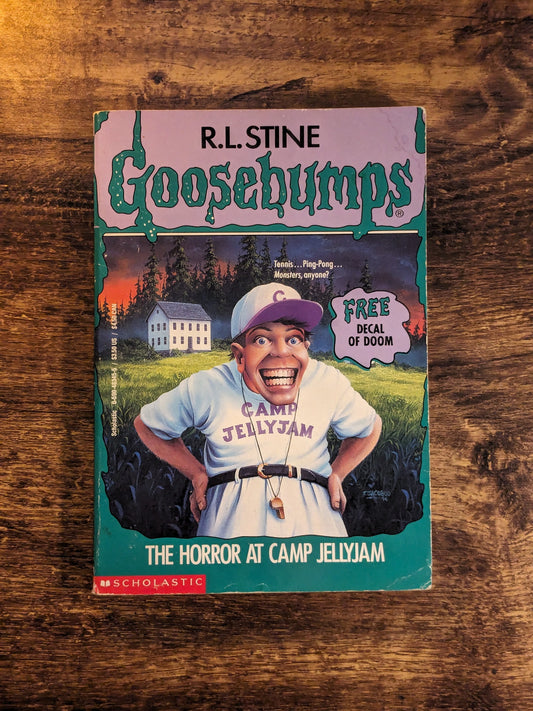 R.L. STINE
Goosebumps®
Tennis...Ping-Pong...
Monsters, anyone?
FREE
DECAL
OF DOOM
C
CAMP
JELLYJAM
THE HORROR AT CAMP JELLYJAM
SCHOLASTIC